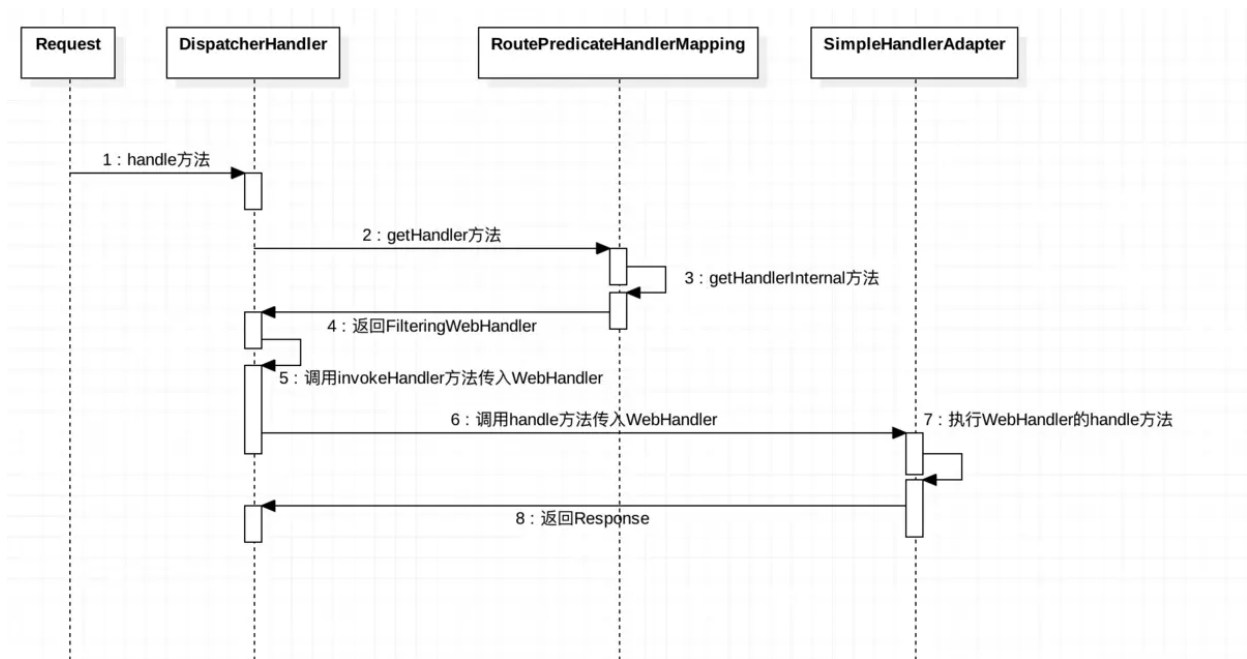 Request
DispatcherHandler
RoutePredicateHandlerMapping
SimpleHandlerAdapter
1：handle方法
2：getHandler方法
3：getHandlerInternal方法
4：返回FilteringWebHandler
5：调用invokeHandler方法传入WebHandler
6：调用handle方法传入WebHandler
7：执行WebHandler的handle方法
8：返回Response